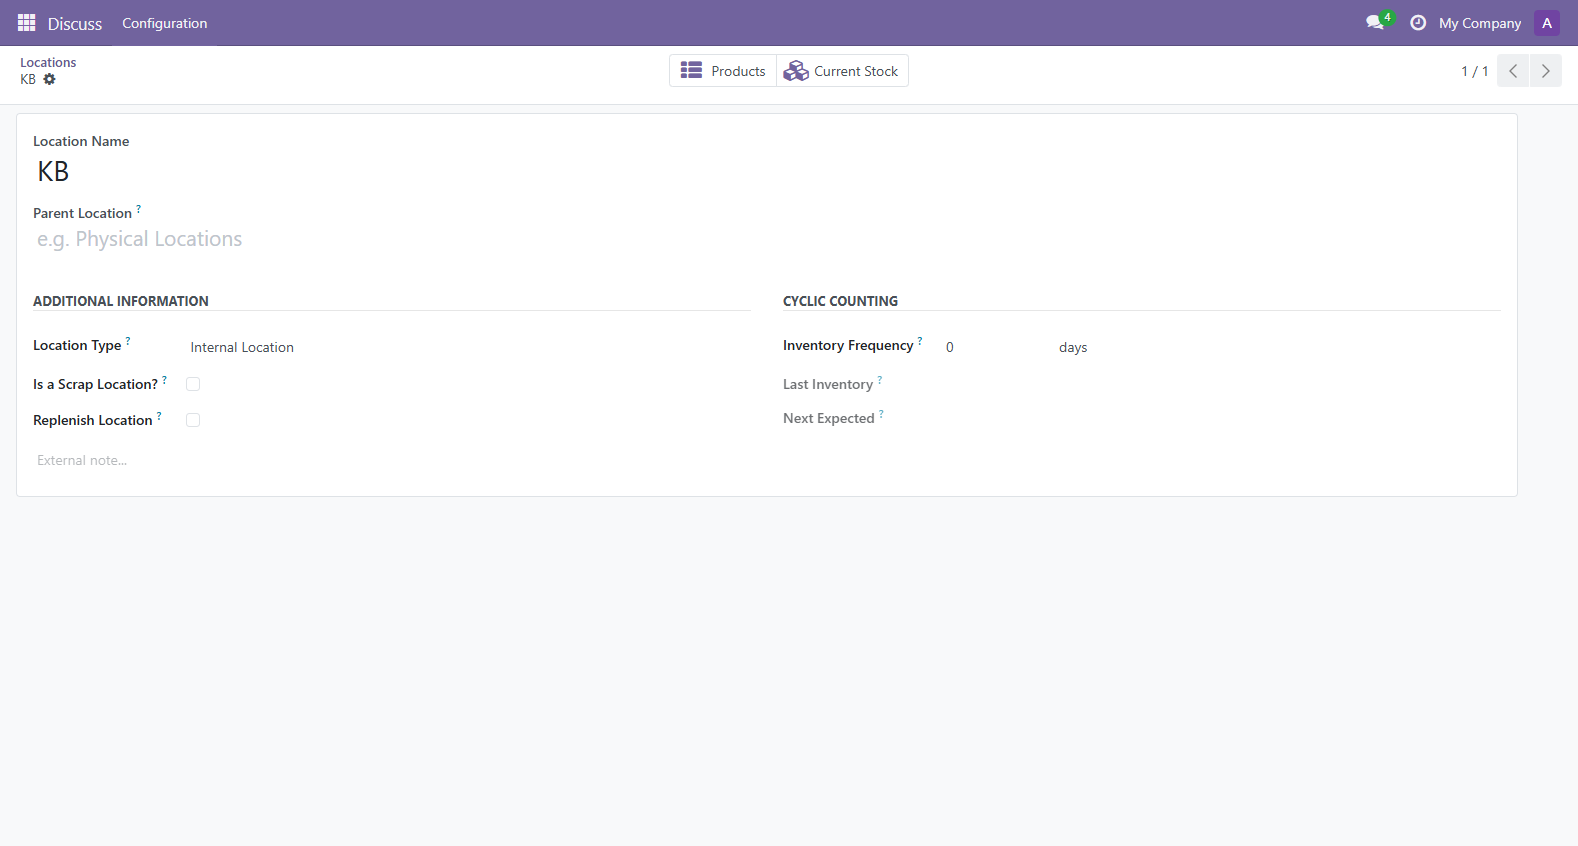 Discuss Configuration 4 My Company A
Locations
KB
Products Current Stock 1 / 1
Location Name
KB
Parent Location ?
e.g. Physical Locations
ADDITIONAL INFORMATION
Location Type ? Internal Location
Is a Scrap Location? ?
Replenish Location ?
External note...
CYCLIC COUNTING
Inventory Frequency ? 0 days
Last Inventory ?
Next Expected ?